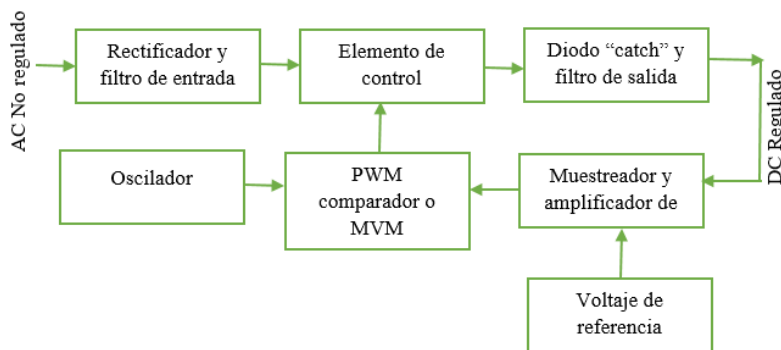 AC No regulado
Rectificador y
filtro de entrada
Elemento de
control
Diodo “catch” y
filtro de salida
DC Regulado
Oscilador
PWM
comparador o
MVM
Muestreador y
amplificador de
Voltaje de
referencia